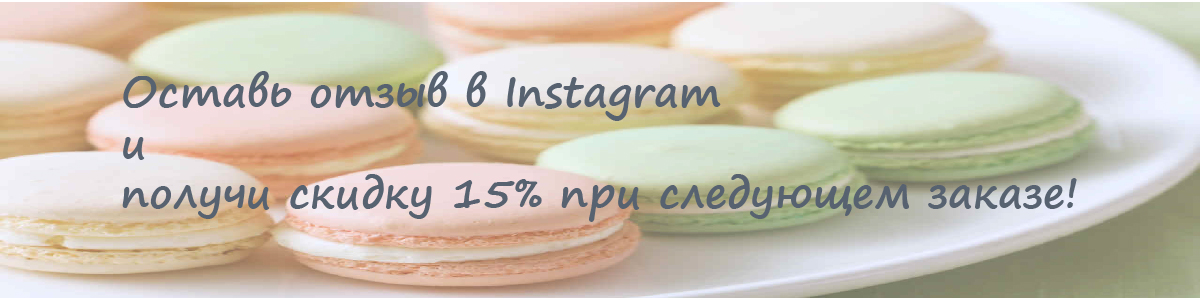 Оставь отзыв в Instagram
и
получи скидку 15% при следующем заказе!